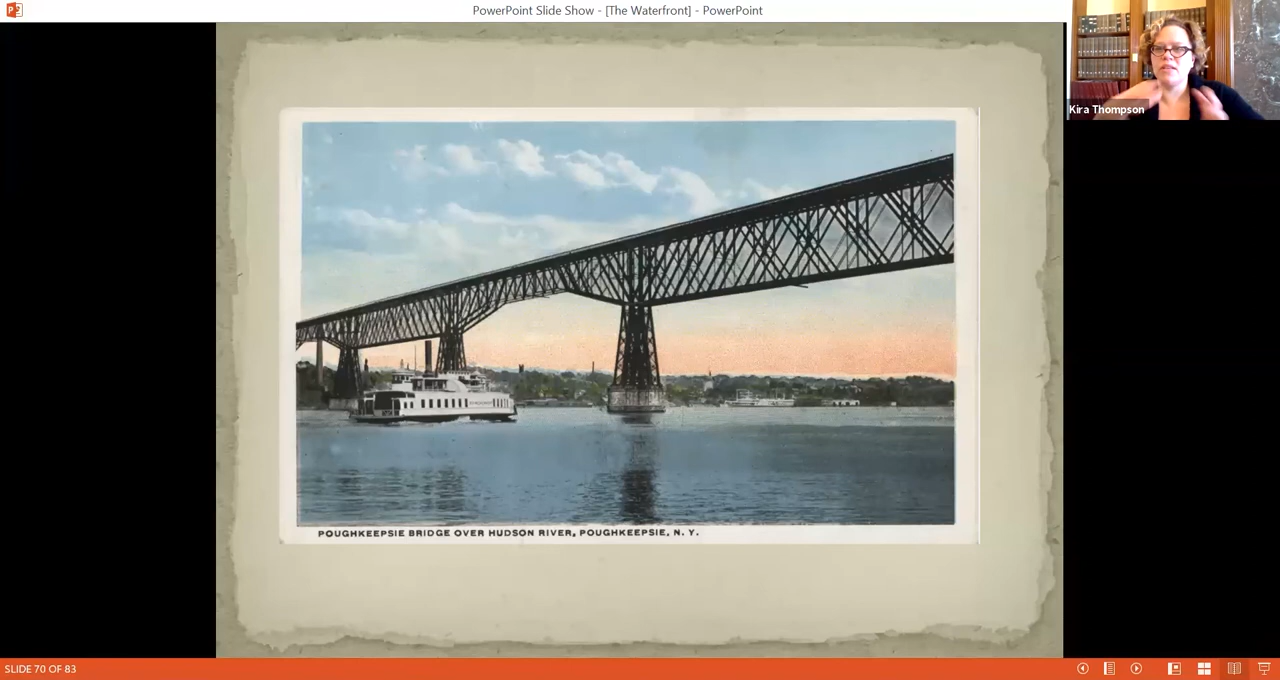 PowerPoint Slide Show - [The Waterfront] - PowerPoint
Kira Thompson
POUGHKEEPSIE BRIDGE OVER HUDSON RIVER, POUGHKEEPSIE, N. Y.
SLIDE 70 OF 83